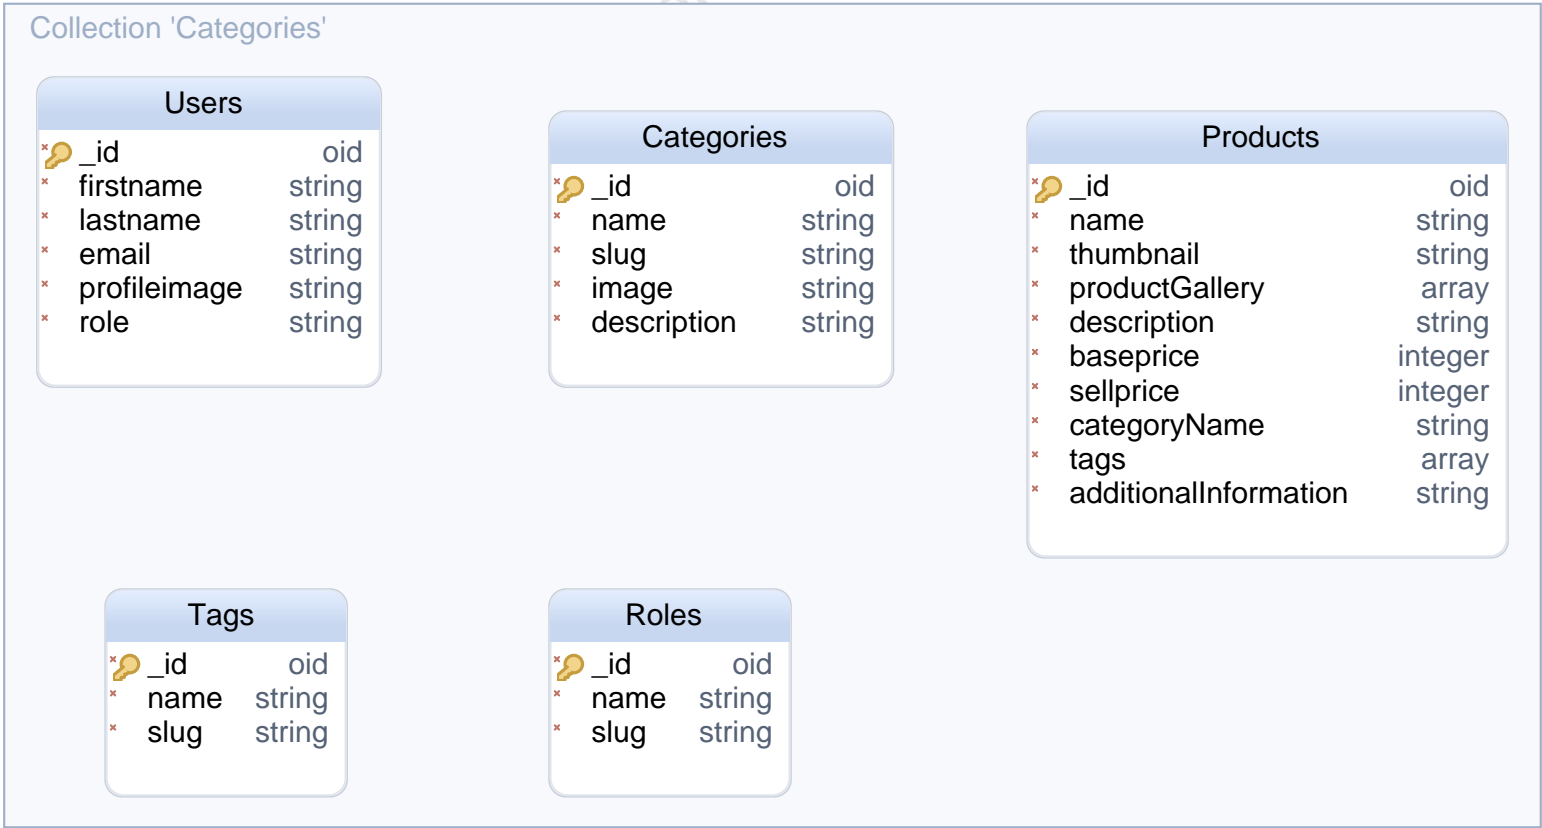 Collection 'Categories'
Users
_id oid
firstname string
lastname string
email string
profileimage string
role string
Categories
_id oid
name string
slug string
image string
description string
Products
_id oid
name string
thumbnail string
productGallery array
description string
baseprice integer
sellprice integer
categoryName string
tags array
additionalInformation string
Tags
_id oid
name string
slug string
Roles
_id oid
name string
slug string